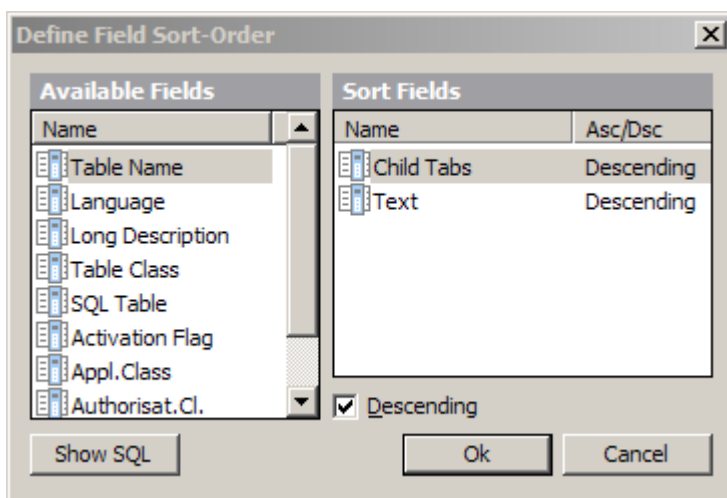 Define Field Sort-Order
Available Fields
Name
Table Name
Language
Long Description
Table Class
SQL Table
Activation Flag
Appl.Class
Authorisat.Cl.
Sort Fields
Name Asc/Dsc
Child Tabs Descending
Text Descending
Descending
Show SQL
Ok
Cancel